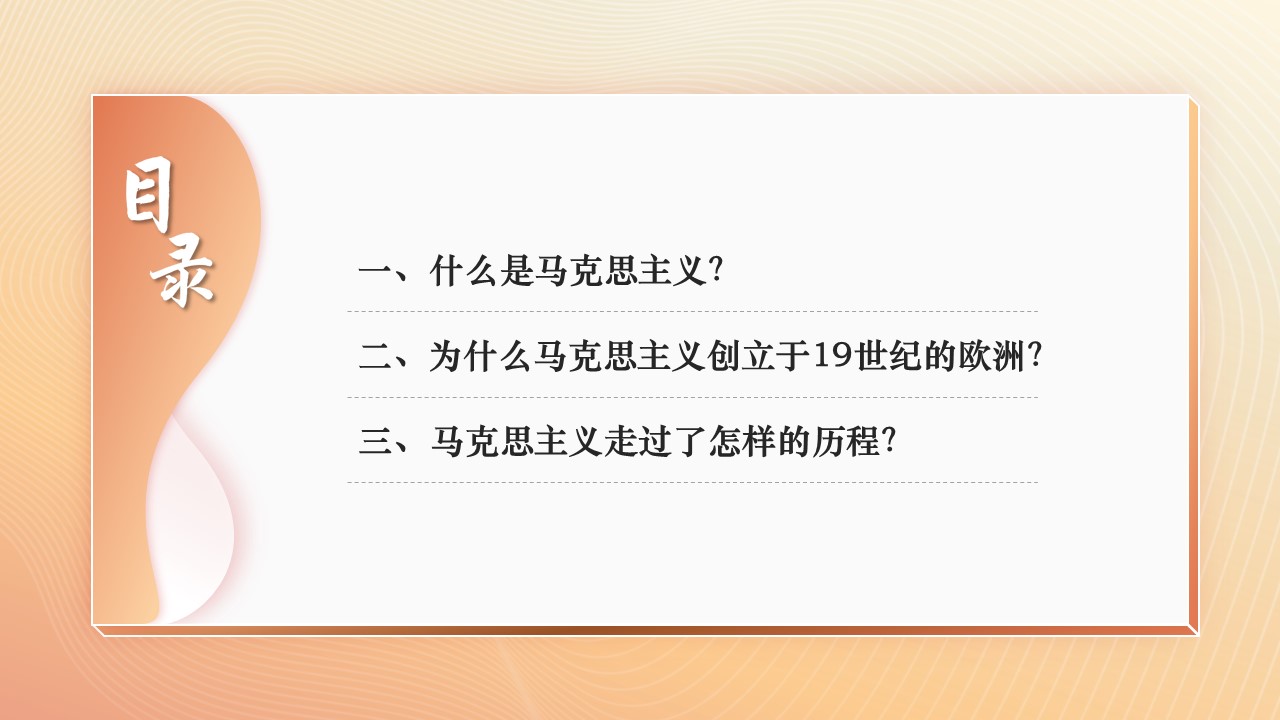 目录
一、什么是马克思主义？
二、为什么马克思主义创立于19世纪的欧洲？
三、马克思主义走过了怎样的历程？